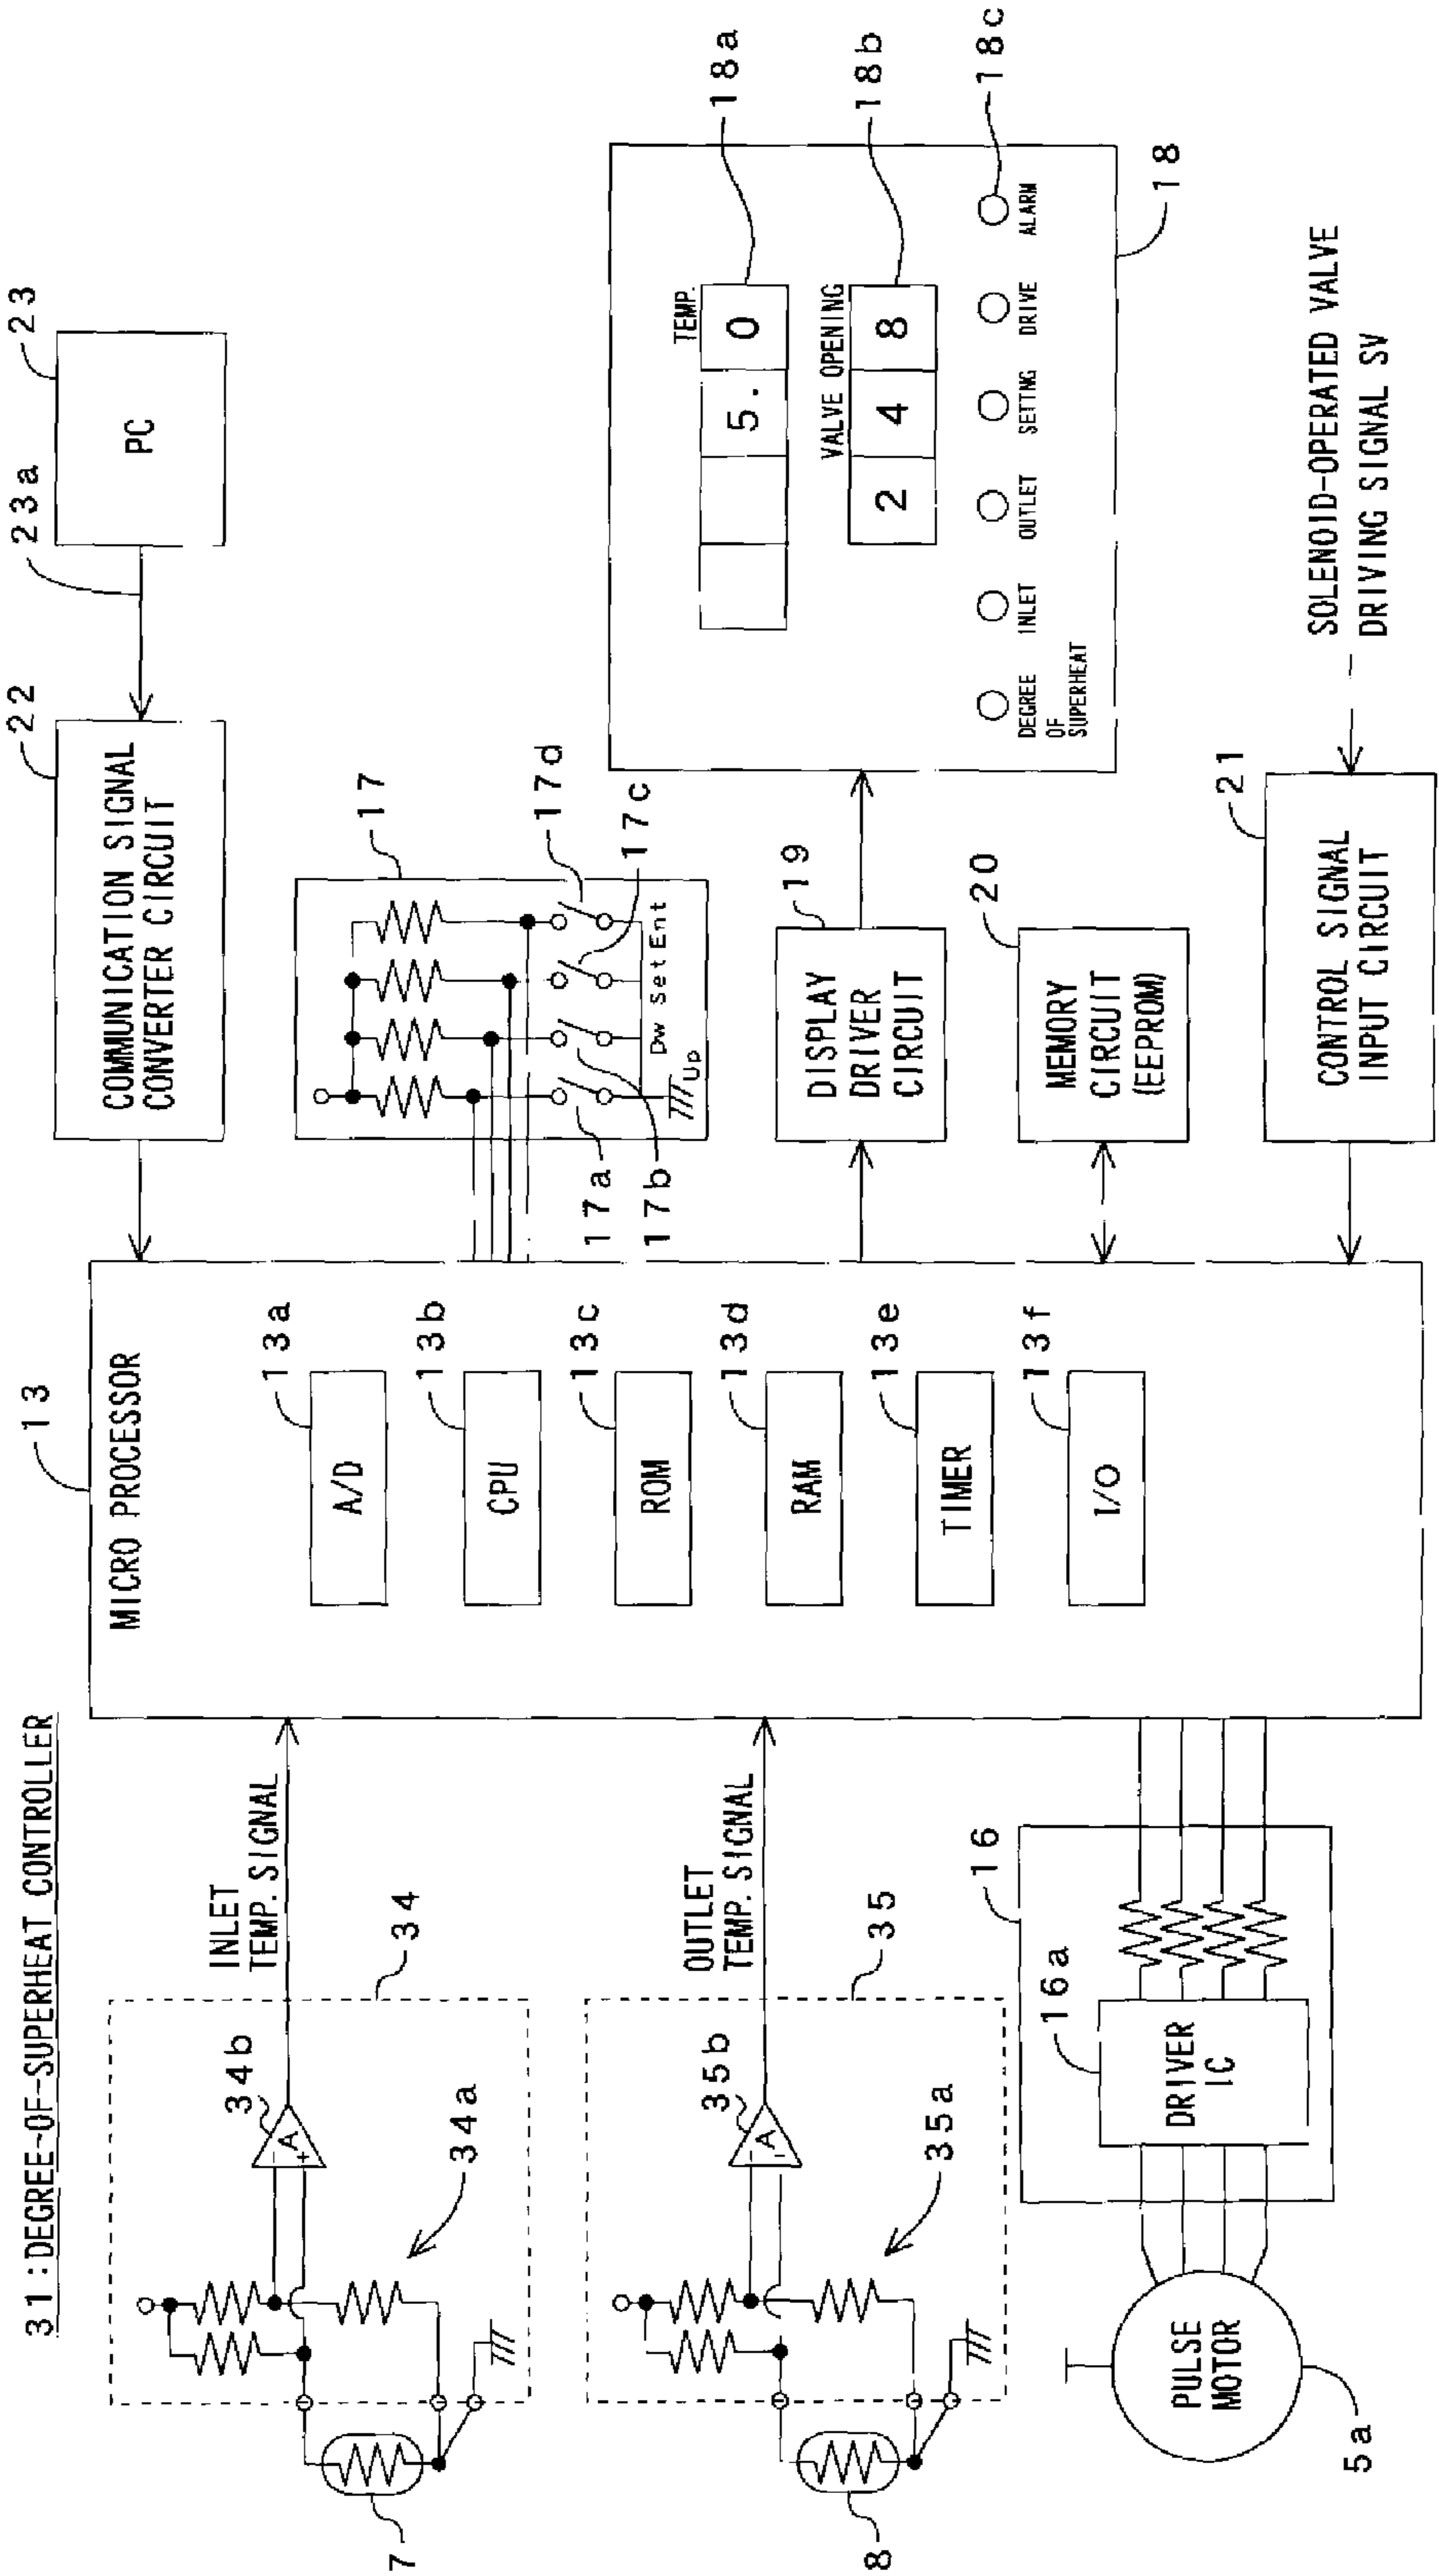 31:DEGREE-OF-SUPERHEAT CONTROLLER
13
MICRO PROCESSOR
13a
A/D
13b
CPU
13c
ROM
13d
RAM
13e
TIMER
13f
I/O
INLET
TEMP. SIGNAL
34
34b
A
-
+
34a
7
OUTLET
TEMP. SIGNAL
35
35b
A
35a
8
16
16a
DRIVER
IC
PULSE
MOTOR
5a
22
COMMUNICATION SIGNAL
CONVERTER CIRCUIT
23a
23
PC
17
17d
17c
17a
17b
Up
Dw Set Ent
19
DISPLAY
DRIVER
CIRCUIT
20
MEMORY
CIRCUIT
(EEPROM)
21
CONTROL SIGNAL
INPUT CIRCUIT
SOLENOID-OPERATED VALVE
DRIVING SIGNAL SV
TEMP.
5. 0
18a
VALVE OPENING
2 4 8
18b
18c
DEGREE
OF
SUPERHEAT
INLET
OUTLET
SETTNG
DRIVE
ALARM
18